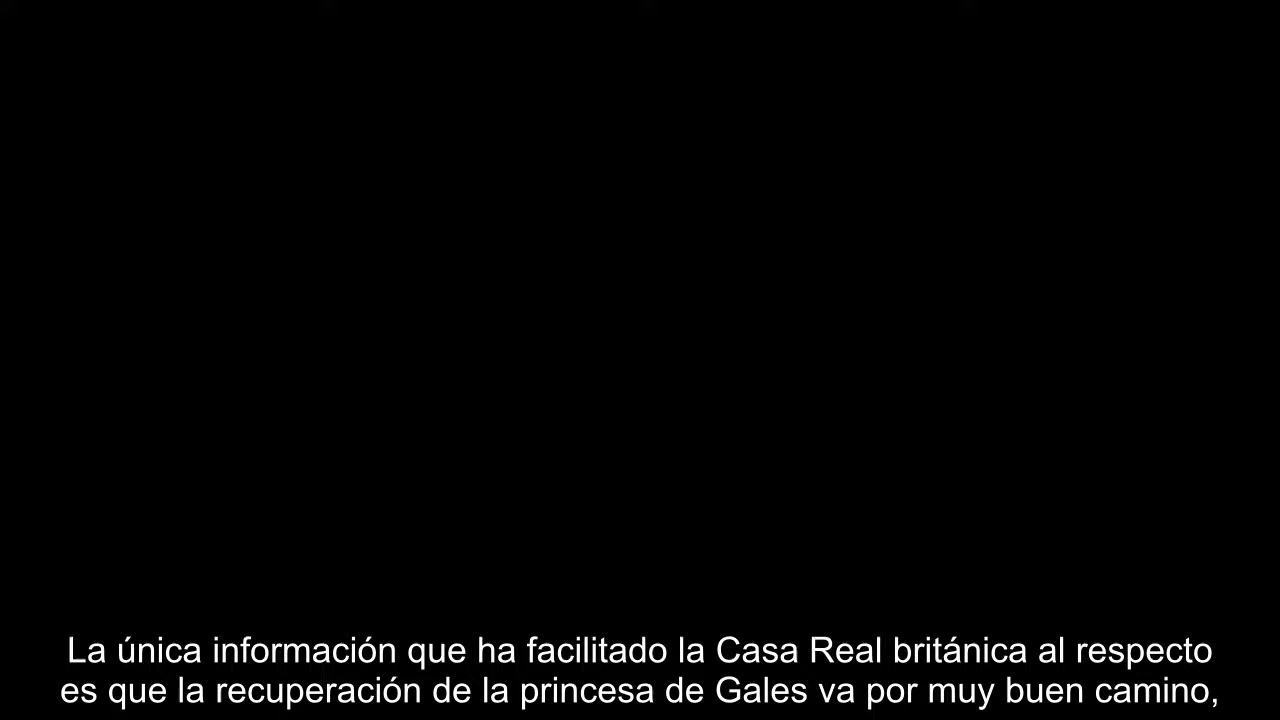 La única información que ha facilitado la Casa Real británica al respecto
es que la recuperación de la princesa de Gales va por muy buen camino,